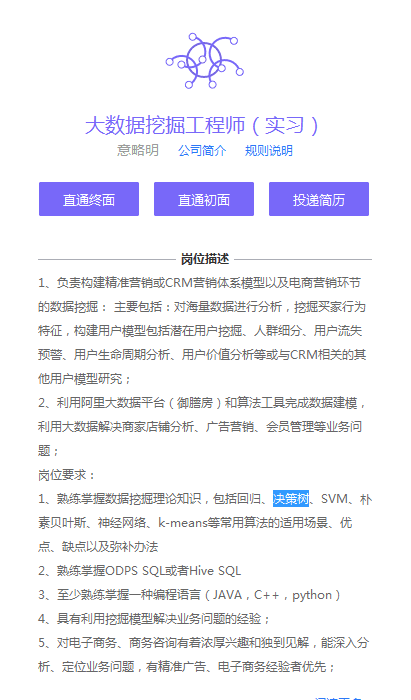 大数据挖掘工程师（实习）
意略明 公司简介 规则说明
直通终面 直通初面 投递简历
岗位描述
1、负责构建精准营销或CRM营销体系模型以及电商营销环节
的数据挖掘： 主要包括：对海量数据进行分析，挖掘买家行为
特征，构建用户模型包括潜在用户挖掘、人群细分、用户流失
预警、用户生命周期分析、用户价值分析等或与CRM相关的其
他用户模型研究；
2、利用阿里大数据平台（御膳房）和算法工具完成数据建模，
利用大数据解决商家店铺分析、广告营销、会员管理等业务问
题；
岗位要求：
1、熟练掌握数据挖掘理论知识，包括回归、决策树、SVM、朴
素贝叶斯、神经网络、k-means等常用算法的适用场景、优
点、缺点以及弥补办法
2、熟练掌握ODPS SQL或者Hive SQL
3、至少熟练掌握一种编程语言（JAVA，C++，python）
4、具有利用挖掘模型解决业务问题的经验；
5、对电子商务、商务咨询有着浓厚兴趣和独到见解，能深入分
析、定位业务问题，有精准广告、电子商务经验者优先；